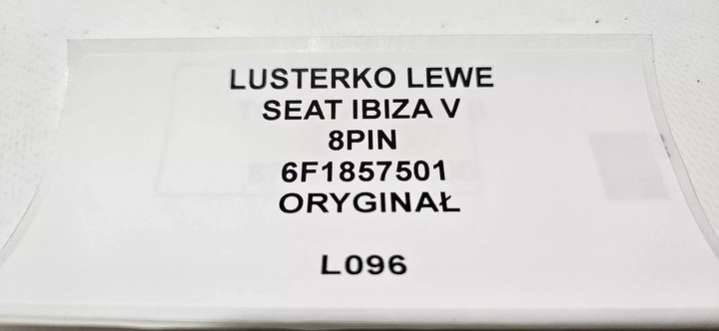 LUSTERKO LEWE
SEAT IBIZA V
8PIN
6F1857501
ORYGINAŁ
L096